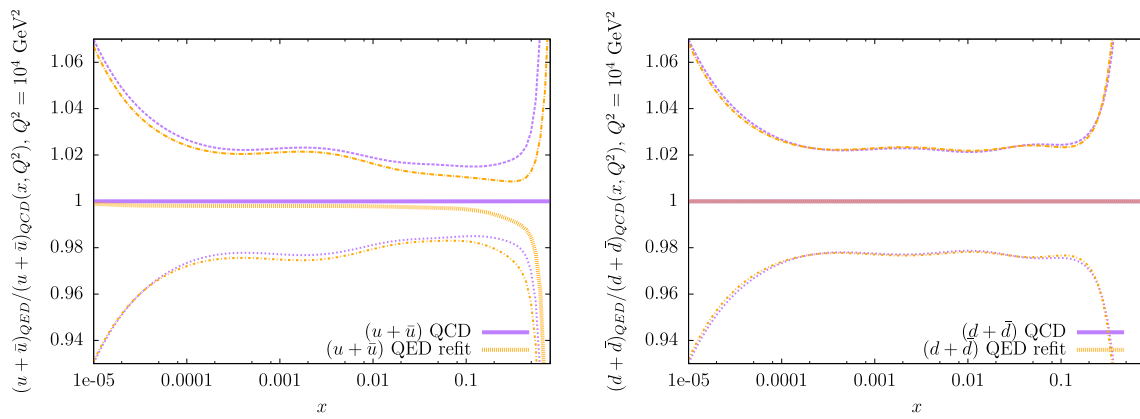 (u + ū)QED/(u + ū)QCD(x, Q²), Q² = 10⁴ GeV²
1.06
1.04
1.02
1
0.98
0.96
0.94
(u + ū) QCD
(u + ū) QED refit
1e-05
0.0001
0.001
0.01
0.1
x
(d + d̄)QED/(d + d̄)QCD(x, Q²), Q² = 10⁴ GeV²
1.06
1.04
1.02
1
0.98
0.96
0.94
(d + d̄) QCD
(d + d̄) QED refit
1e-05
0.0001
0.001
0.01
0.1
x